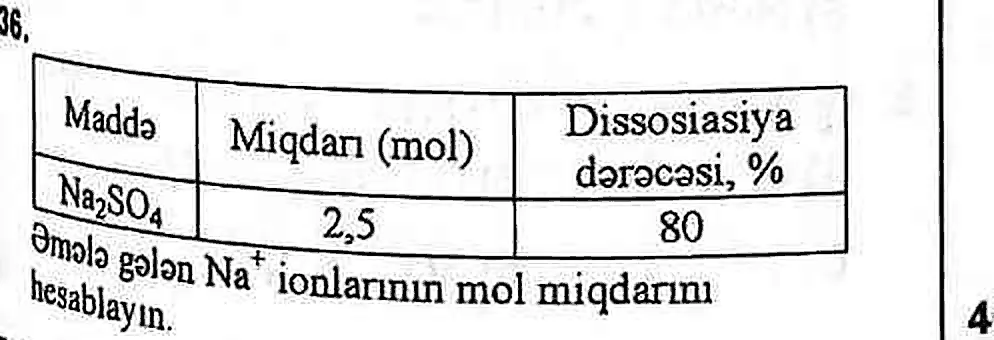 36.
Maddə Miqdarı (mol) Dissosiasiya dərəcəsi, %
Na₂SO₄ 2,5 80
Əmələ gələn Na⁺ ionlarının mol miqdarını
hesablayın.
4